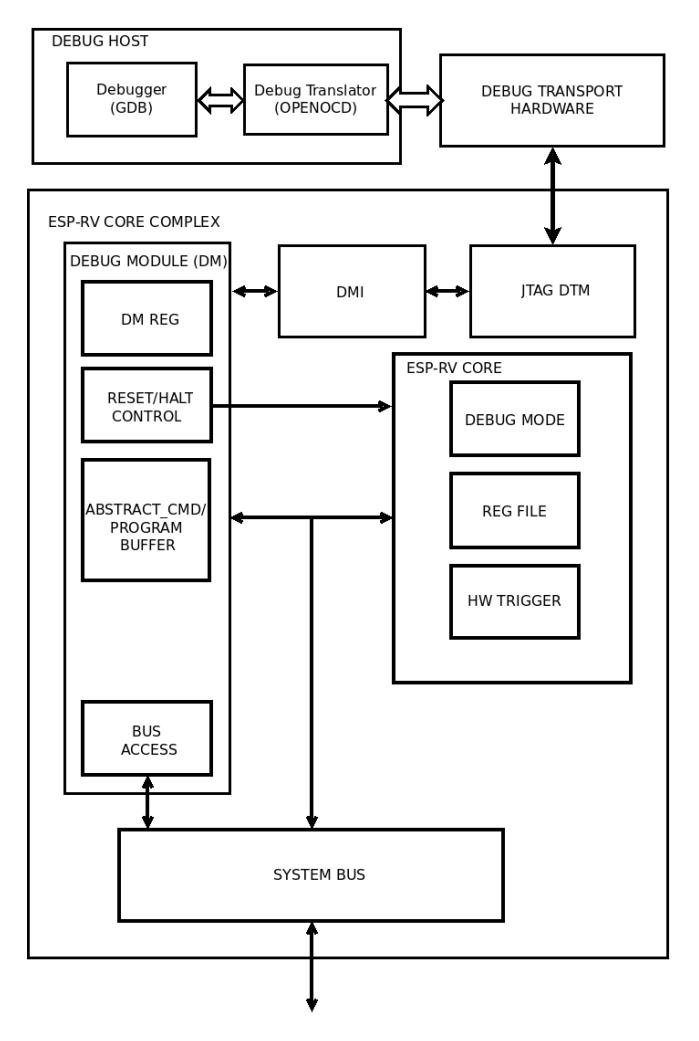 DEBUG HOST
Debugger
(GDB)
Debug Translator
(OPENOCD)
DEBUG TRANSPORT
HARDWARE
ESP-RV CORE COMPLEX
DEBUG MODULE (DM)
DM REG
DMI
JTAG DTM
RESET/HALT
CONTROL
ABSTRACT_CMD/
PROGRAM
BUFFER
BUS
ACCESS
ESP-RV CORE
DEBUG MODE
REG FILE
HW TRIGGER
SYSTEM BUS